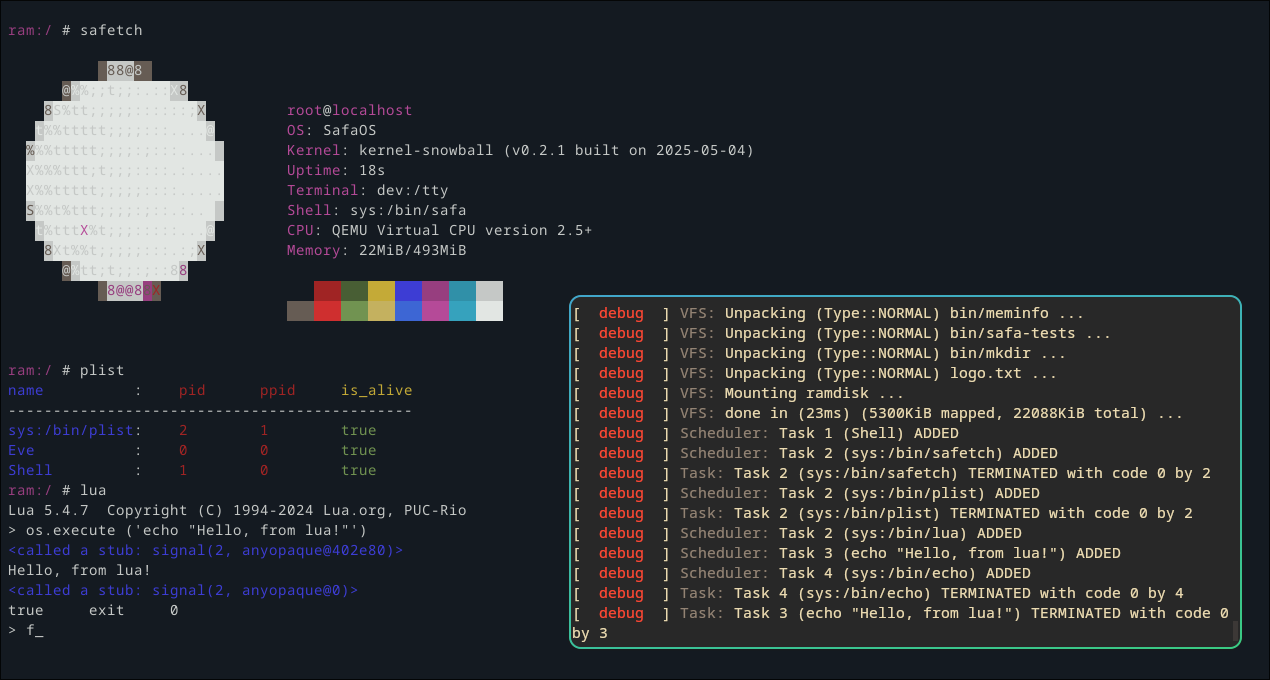 ram:/ # safetch
root@localhost
OS: SafaOS
Kernel: kernel-snowball (v0.2.1 built on 2025-05-04)
Uptime: 18s
Terminal: dev:/tty
Shell: sys:/bin/safa
CPU: QEMU Virtual CPU version 2.5+
Memory: 22MiB/493MiB
ram:/ # plist
name          :    pid      ppid     is_alive
---------------------------------------------
sys:/bin/plist:    2        1        true
Eve           :    0        0        true
Shell         :    1        0        true
ram:/ # lua
Lua 5.4.7  Copyright (C) 1994-2024 Lua.org, PUC-Rio
> os.execute ('echo "Hello, from lua!"')
<called a stub: signal(2, anyopaque@402e80)>
Hello, from lua!
<called a stub: signal(2, anyopaque@0)>
true     exit     0
> f_
[  debug  ] VFS: Unpacking (Type::NORMAL) bin/meminfo ...
[  debug  ] VFS: Unpacking (Type::NORMAL) bin/safa-tests ...
[  debug  ] VFS: Unpacking (Type::NORMAL) bin/mkdir ...
[  debug  ] VFS: Unpacking (Type::NORMAL) logo.txt ...
[  debug  ] VFS: Mounting ramdisk ...
[  debug  ] VFS: done in (23ms) (5300KiB mapped, 22088KiB total) ...
[  debug  ] Scheduler: Task 1 (Shell) ADDED
[  debug  ] Scheduler: Task 2 (sys:/bin/safetch) ADDED
[  debug  ] Task: Task 2 (sys:/bin/safetch) TERMINATED with code 0 by 2
[  debug  ] Scheduler: Task 2 (sys:/bin/plist) ADDED
[  debug  ] Task: Task 2 (sys:/bin/plist) TERMINATED with code 0 by 2
[  debug  ] Scheduler: Task 2 (sys:/bin/lua) ADDED
[  debug  ] Scheduler: Task 3 (echo "Hello, from lua!") ADDED
[  debug  ] Scheduler: Task 4 (sys:/bin/echo) ADDED
[  debug  ] Task: Task 4 (sys:/bin/echo) TERMINATED with code 0 by 4
[  debug  ] Task: Task 3 (echo "Hello, from lua!") TERMINATED with code 0
by 3